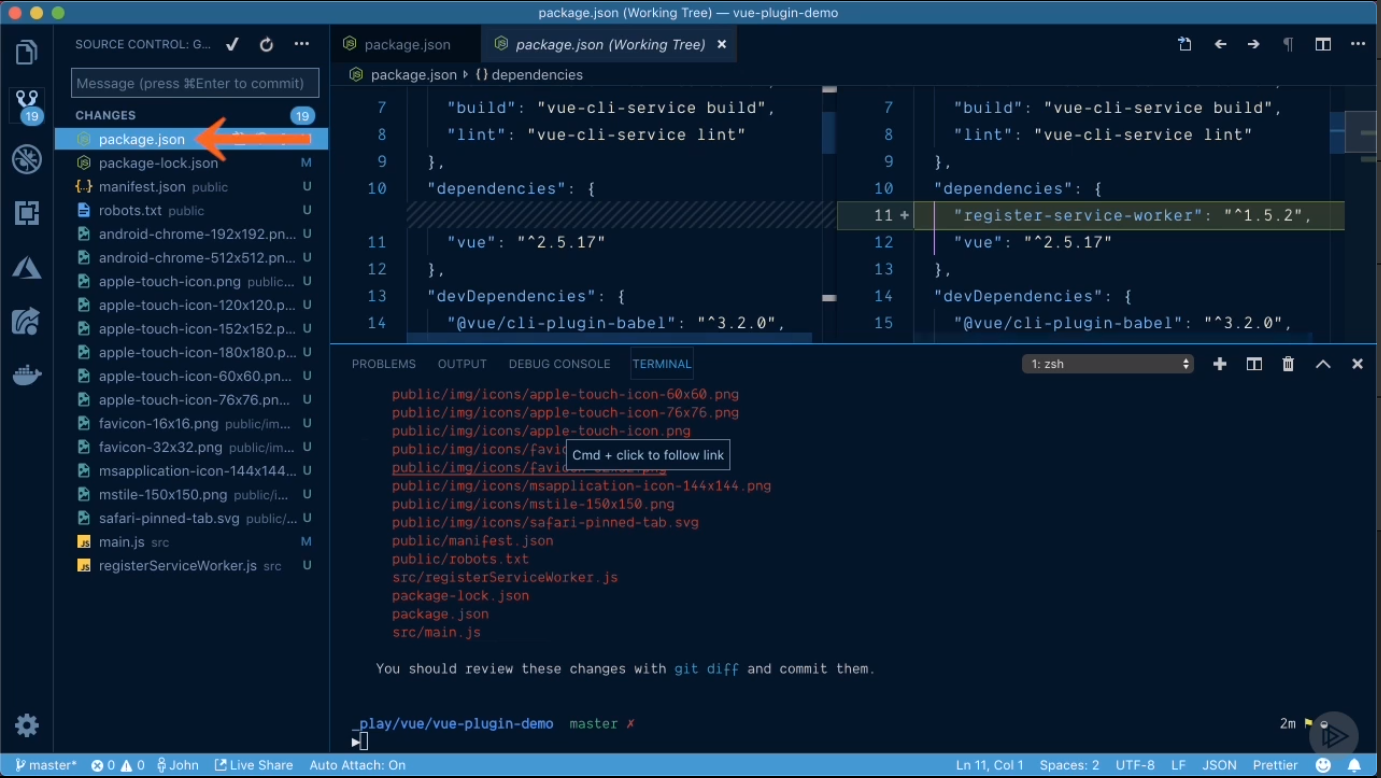 package.json (Working Tree) — vue-plugin-demo
SOURCE CONTROL: G...
Message (press ⌘Enter to commit)
CHANGES 19
19
package.json
package-lock.json M
manifest.json public U
robots.txt public U
android-chrome-192x192.pn... U
android-chrome-512x512.pn... U
apple-touch-icon.png public... U
apple-touch-icon-120x120.pn... U
apple-touch-icon-152x152.pn... U
apple-touch-icon-180x180.pn... U
apple-touch-icon-60x60.png... U
apple-touch-icon-76x76.png... U
favicon-16x16.png public/im... U
favicon-32x32.png public/im... U
msapplication-icon-144x144... U
mstile-150x150.png public/i... U
safari-pinned-tab.svg public/... U
main.js src M
registerServiceWorker.js src U
package.json
package.json (Working Tree) ×
package.json › {} dependencies
7 "build": "vue-cli-service build",
8 "lint": "vue-cli-service lint"
9 },
10 "dependencies": {
11 "vue": "^2.5.17"
12 },
13 "devDependencies": {
14 "@vue/cli-plugin-babel": "^3.2.0",
7 "build": "vue-cli-service build",
8 "lint": "vue-cli-service lint"
9 },
10 "dependencies": {
11 + "register-service-worker": "^1.5.2",
12 "vue": "^2.5.17"
13 },
14 "devDependencies": {
15 "@vue/cli-plugin-babel": "^3.2.0",
PROBLEMS OUTPUT DEBUG CONSOLE TERMINAL 1: zsh
public/img/icons/apple-touch-icon-60x60.png
public/img/icons/apple-touch-icon-76x76.png
public/img/icons/apple-touch-icon.png
public/img/icons/favi
Cmd + click to follow link
public/img/icons/favicon-32x32.png
public/img/icons/msapplication-icon-144x144.png
public/img/icons/mstile-150x150.png
public/img/icons/safari-pinned-tab.svg
public/manifest.json
public/robots.txt
src/registerServiceWorker.js
package-lock.json
package.json
src/main.js
You should review these changes with git diff and commit them.
_play/vue/vue-plugin-demo master ✗ 2m
master* 0 0 John Live Share Auto Attach: On Ln 11, Col 1 Spaces: 2 UTF-8 LF JSON Prettier